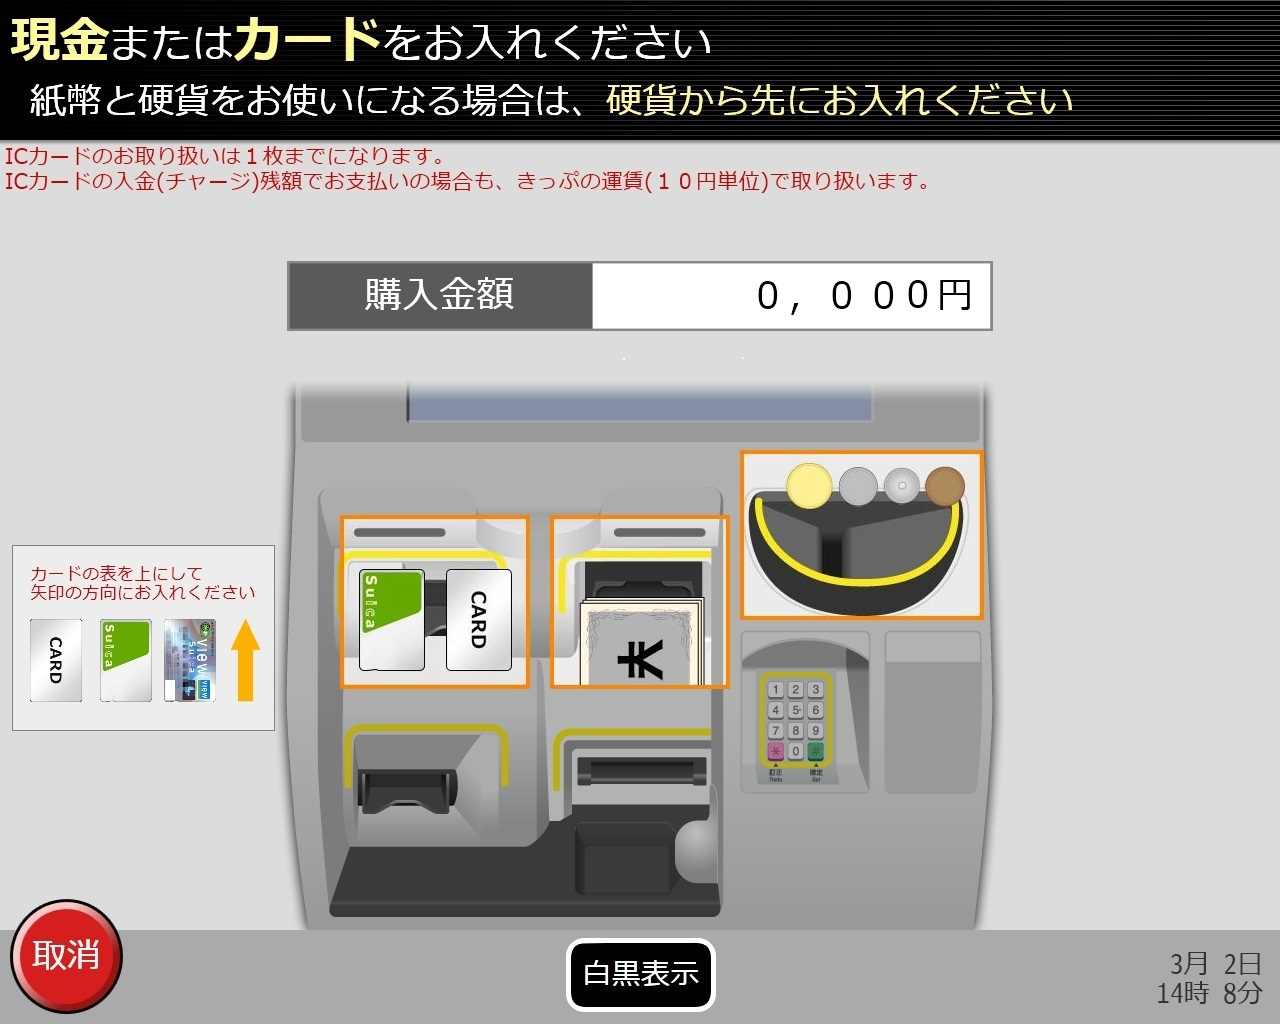 現金またはカードをお入れください
紙幣と硬貨をお使いになる場合は、硬貨から先にお入れください
ICカードのお取り扱いは１枚までになります。
ICカードの入金(チャージ)残額でお支払いの場合も、きっぷの運賃(１０円単位)で取り扱います。
購入金額 0, 000円
カードの表を上にして
矢印の方向にお入れください
CARD Suica VIEW Suica VIEW
Suica CARD ¥
1 2 3
4 5 6
7 8 9
* 0 #
訂正 確定
Redo Set
取消
白黒表示
3月 2日
14時 8分